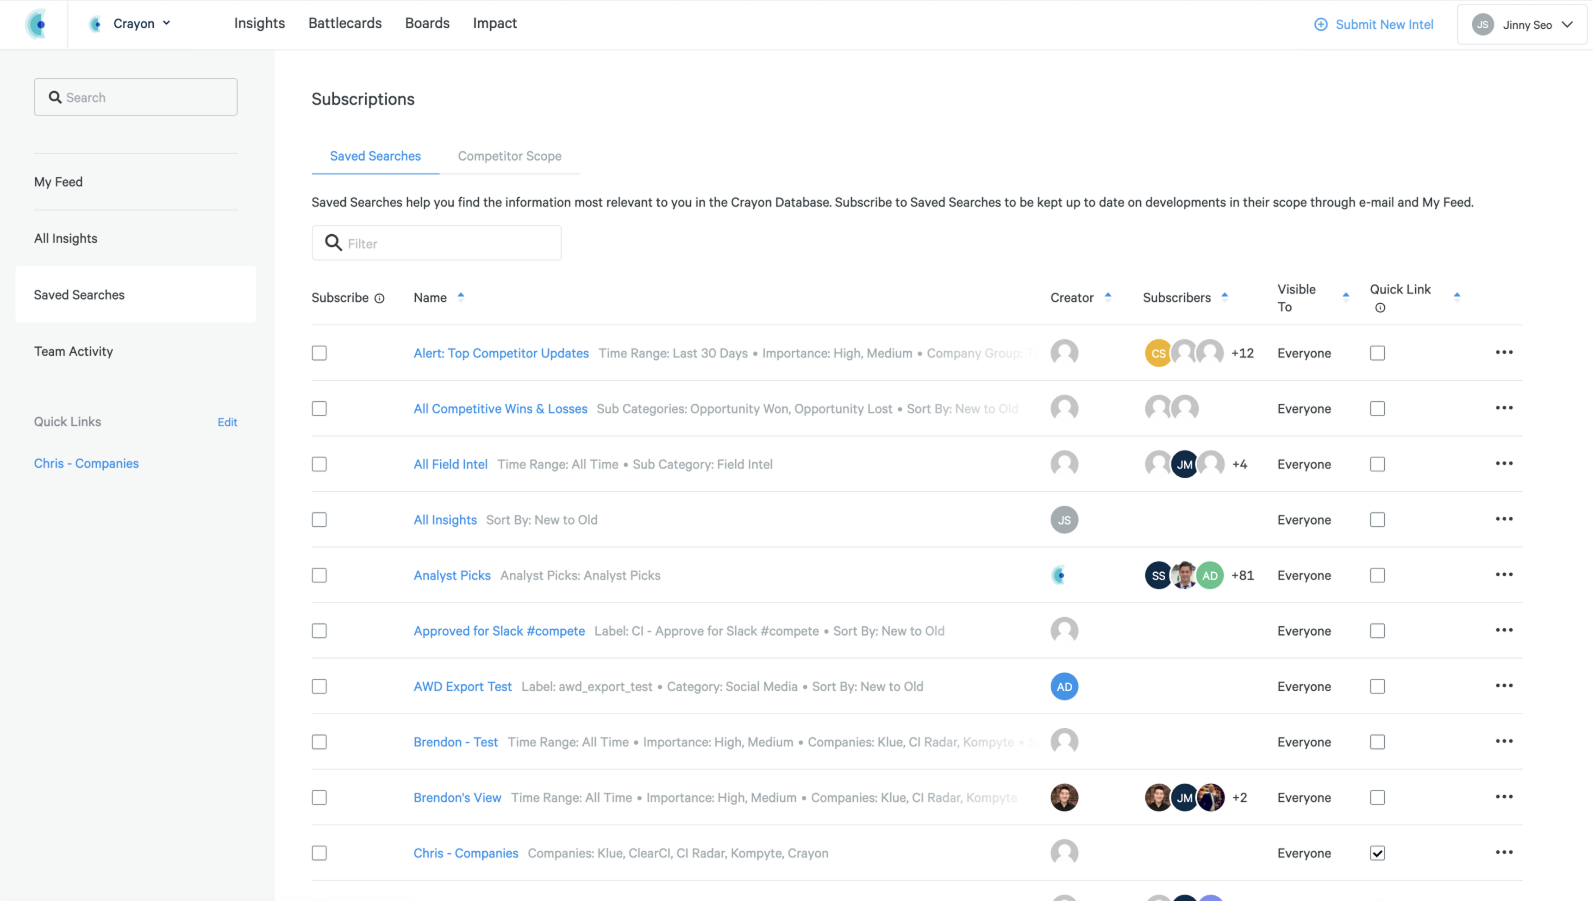 Crayon
Insights
Battlecards
Boards
Impact
Submit New Intel
JS
Jinny Seo
Search
My Feed
All Insights
Saved Searches
Team Activity
Quick Links
Edit
Chris - Companies
Subscriptions
Saved Searches
Competitor Scope
Saved Searches help you find the information most relevant to you in the Crayon Database. Subscribe to Saved Searches to be kept up to date on developments in their scope through e-mail and My Feed.
Filter
Subscribe
Name
Creator
Subscribers
Visible
To
Quick Link
Alert: Top Competitor Updates Time Range: Last 30 Days • Importance: High, Medium • Company Group:
CS
+12
Everyone
All Competitive Wins & Losses Sub Categories: Opportunity Won, Opportunity Lost • Sort By: New to Old
Everyone
All Field Intel Time Range: All Time • Sub Category: Field Intel
JM
+4
Everyone
All Insights Sort By: New to Old
JS
Everyone
Analyst Picks Analyst Picks: Analyst Picks
SS
AD
+81
Everyone
Approved for Slack #compete Label: CI - Approve for Slack #compete • Sort By: New to Old
Everyone
AWD Export Test Label: awd_export_test • Category: Social Media • Sort By: New to Old
AD
Everyone
Brendon - Test Time Range: All Time • Importance: High, Medium • Companies: Klue, CI Radar, Kompyte •
Everyone
Brendon's View Time Range: All Time • Importance: High, Medium • Companies: Klue, CI Radar, Kompyte
JM
+2
Everyone
Chris - Companies Companies: Klue, ClearCI, CI Radar, Kompyte, Crayon
Everyone